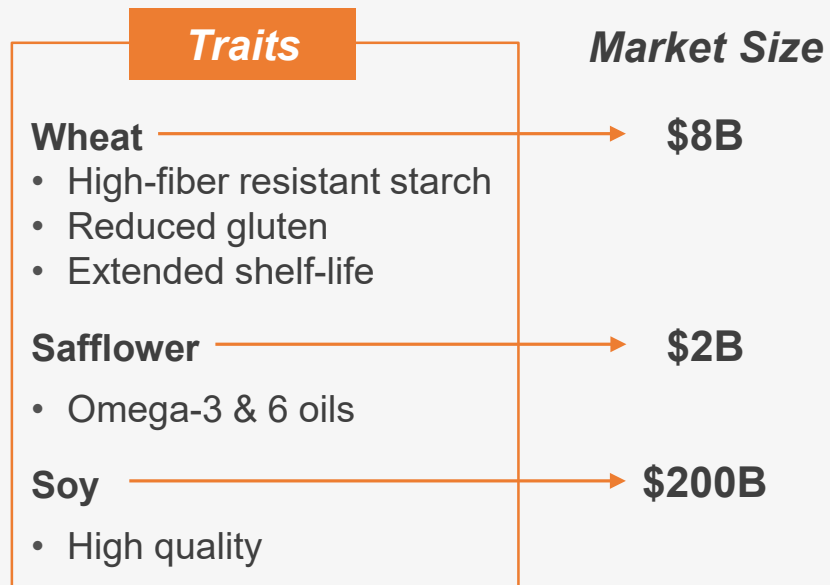 Traits
Market Size
Wheat $8B
• High-fiber resistant starch
• Reduced gluten
• Extended shelf-life
Safflower $2B
• Omega-3 & 6 oils
Soy $200B
• High quality